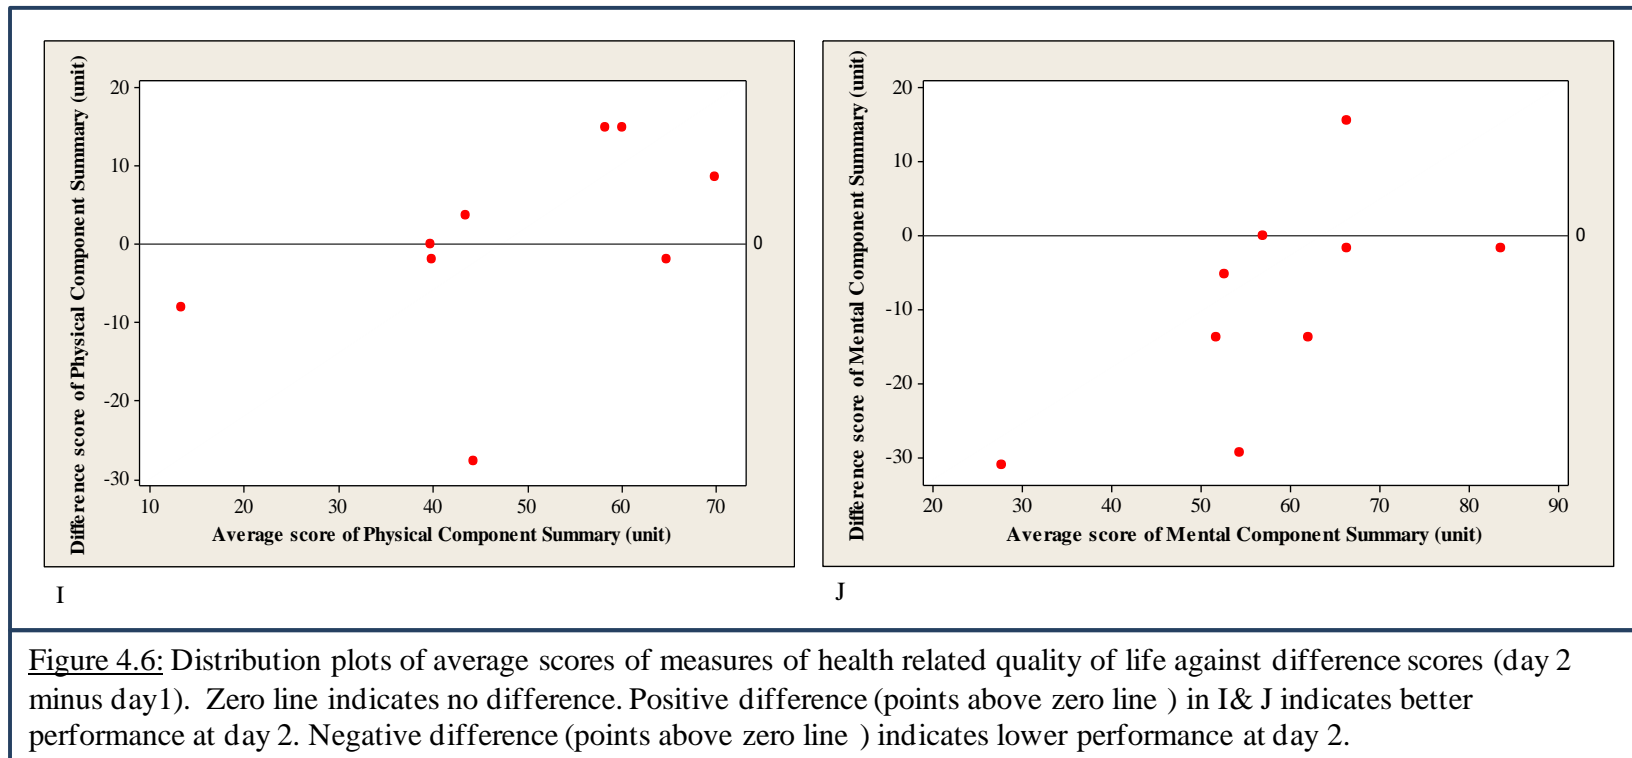 Difference score of Physical Component Summary (unit)
20
10
0
-10
-20
-30
0
10 20 30 40 50 60 70
Average score of Physical Component Summary (unit)
I
Difference score of Mental Component Summary (unit)
20
10
0
-10
-20
-30
0
20 30 40 50 60 70 80 90
Average score of Mental Component Summary (unit)
J
Figure 4.6: Distribution plots of average scores of measures of health related quality of life against difference scores (day 2
minus day1). Zero line indicates no difference. Positive difference (points above zero line ) in I& J indicates better
performance at day 2. Negative difference (points above zero line ) indicates lower performance at day 2.